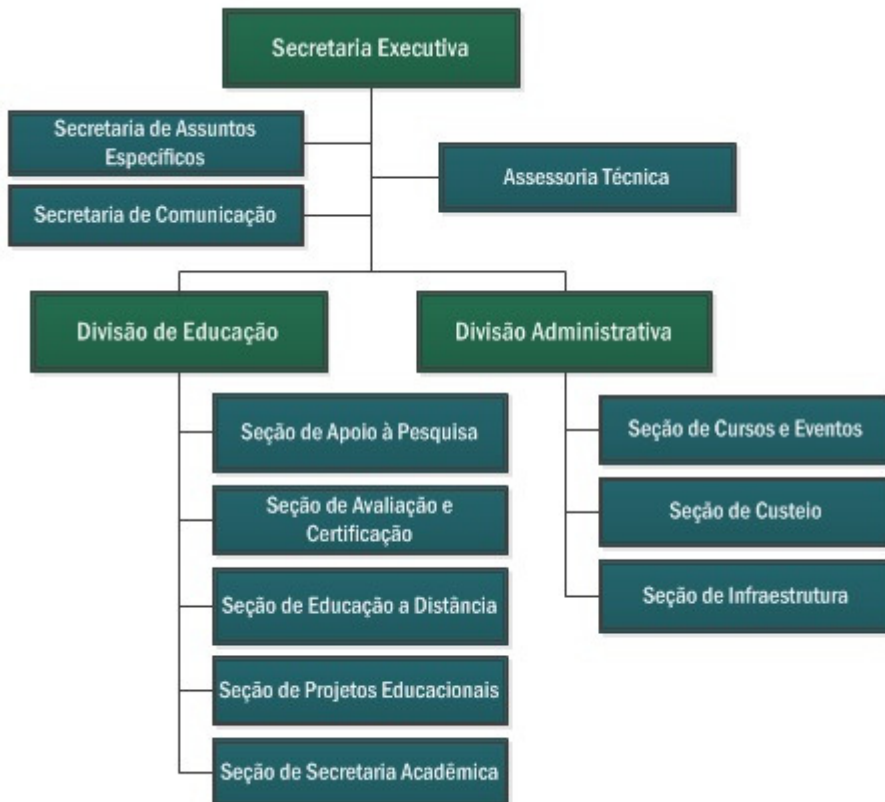 Secretaria Executiva
Secretaria de Assuntos
Específicos
Assessoria Técnica
Secretaria de Comunicação
Divisão de Educação
Divisão Administrativa
Seção de Apoio à Pesquisa
Seção de Avaliação e
Certificação
Seção de Educação a Distância
Seção de Projetos Educacionais
Seção de Secretaria Acadêmica
Seção de Cursos e Eventos
Seção de Custeio
Seção de Infraestrutura